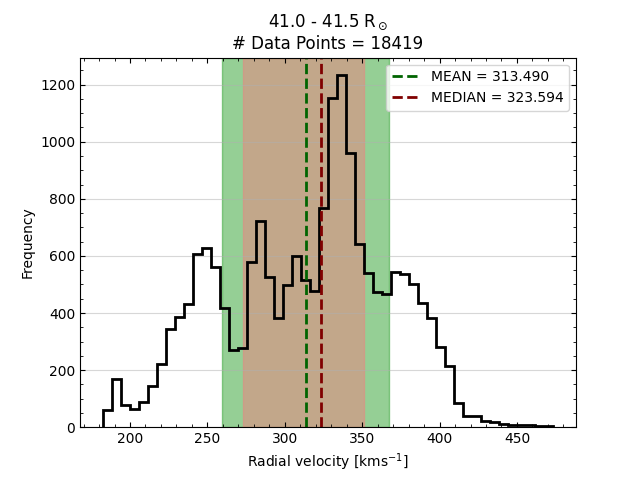 41.0 - 41.5 R⊙
# Data Points = 18419
MEAN = 313.490
MEDIAN = 323.594
1200
1000
800
600
400
200
0
Frequency
200 250 300 350 400 450
Radial velocity [kms⁻¹]